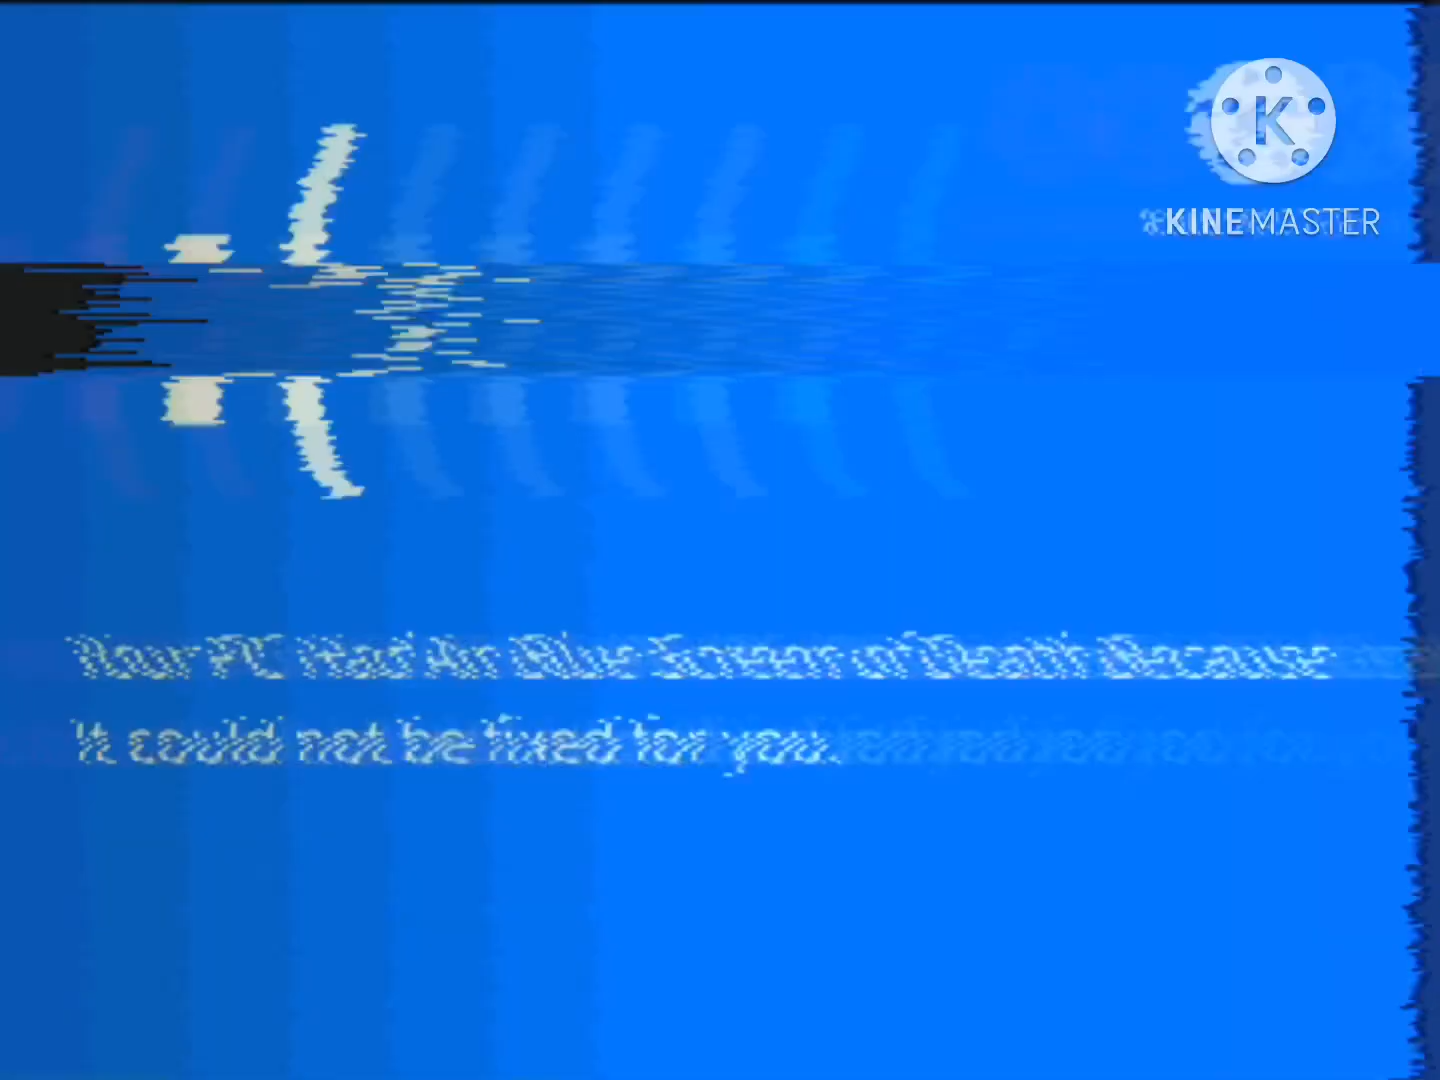 :(
K
KINEMASTER
Your PC Had An Blue Screen of Death Because
It could not be fixed for you.